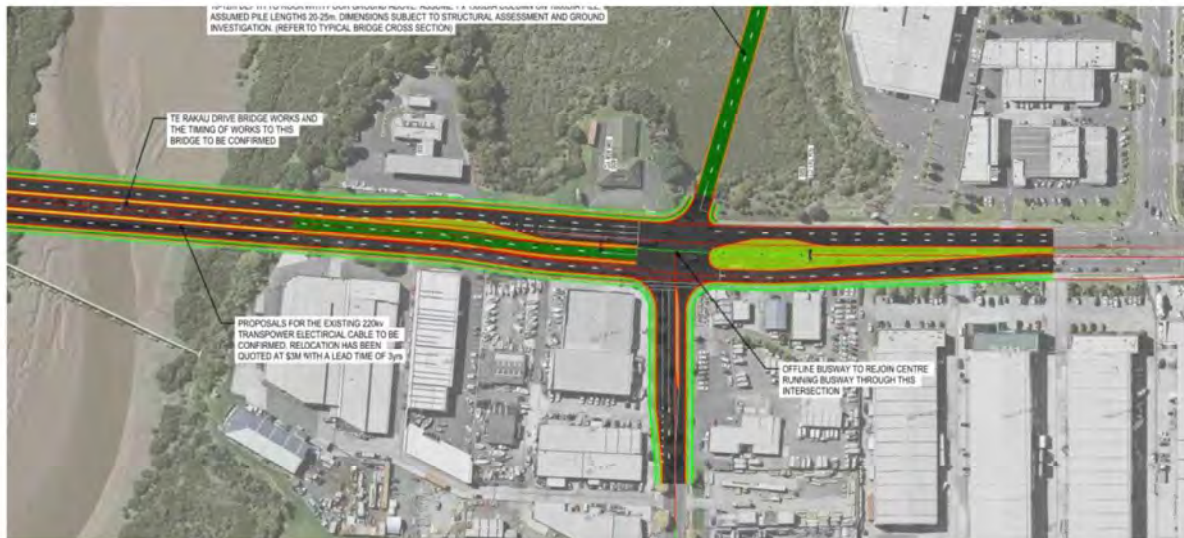 ASSUMED PILE LENGTHS 20-25m. DIMENSIONS SUBJECT TO STRUCTURAL ASSESSMENT AND GROUND
INVESTIGATION. (REFER TO TYPICAL BRIDGE CROSS SECTION)
TE RAKAU DRIVE BRIDGE WORKS AND
THE TIMING OF WORKS TO THIS
BRIDGE TO BE CONFIRMED
PROPOSALS FOR THE EXISTING 220kv
TRANSPOWER ELECTIRCIAL CABLE TO BE
CONFIRMED. RELOCATION HAS BEEN
QUOTED AT $3M WITH A LEAD TIME OF 3yrs
OFFLINE BUSWAY TO REJOIN CENTRE
RUNNING BUSWAY THROUGH THIS
INTERSECTION